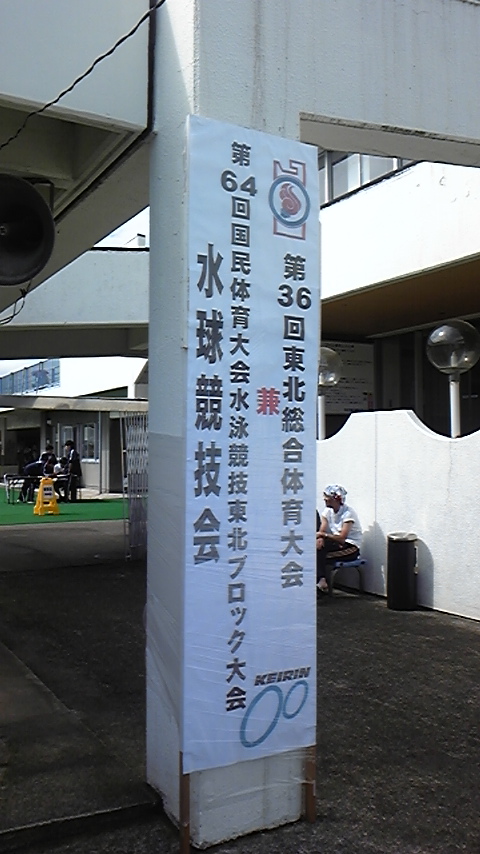 第36回東北総合体育大会
兼
第64回国民体育大会水泳競技東北ブロック大会
水球競技会
KEIRIN